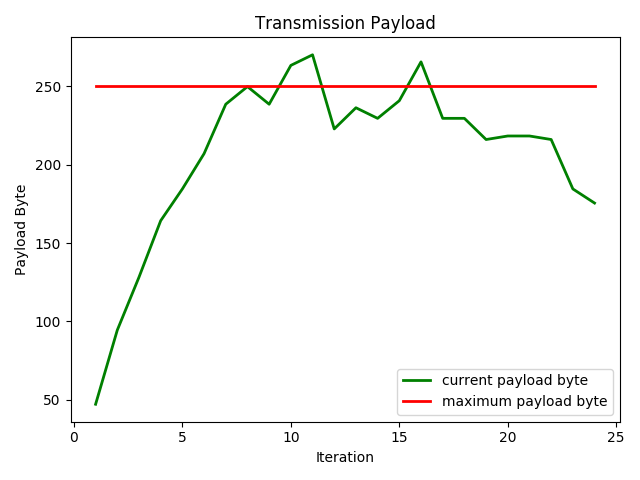 Transmission Payload
Payload Byte
250
200
150
100
50
0
5
10
15
20
25
Iteration
current payload byte
maximum payload byte